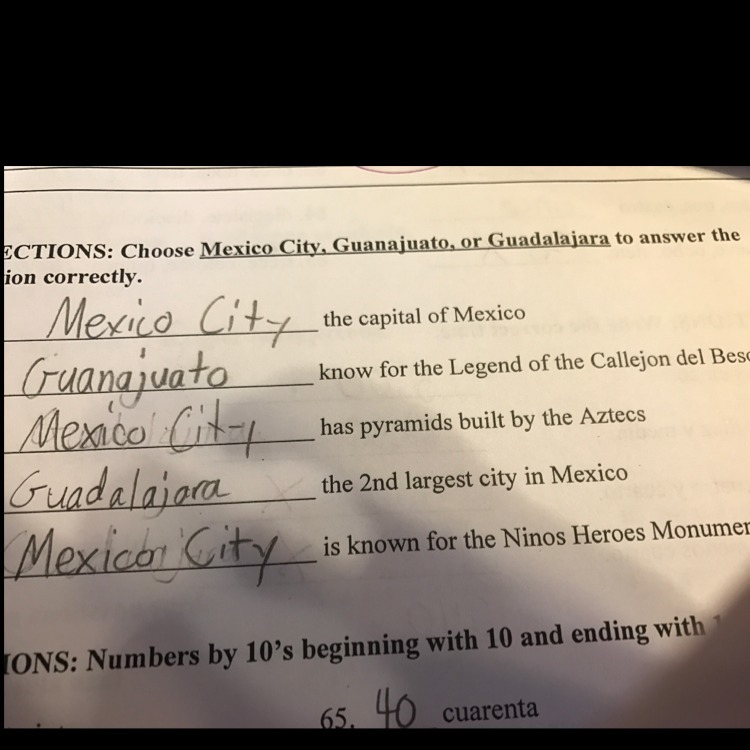 ECTIONS: Choose Mexico City, Guanajuato, or Guadalajara to answer the
ion correctly.
Mexico City the capital of Mexico
Guanajuato know for the Legend of the Callejon del Beso
Mexico City has pyramids built by the Aztecs
Guadalajara the 2nd largest city in Mexico
Mexico City is known for the Ninos Heroes Monumen
IONS: Numbers by 10's beginning with 10 and ending with
65. 40 cuarenta